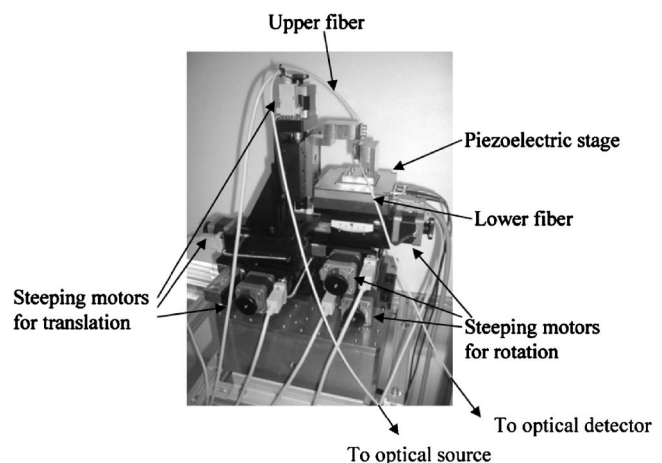 Upper fiber
Piezoelectric stage
Lower fiber
Steeping motors
for translation
Steeping motors
for rotation
To optical detector
To optical source